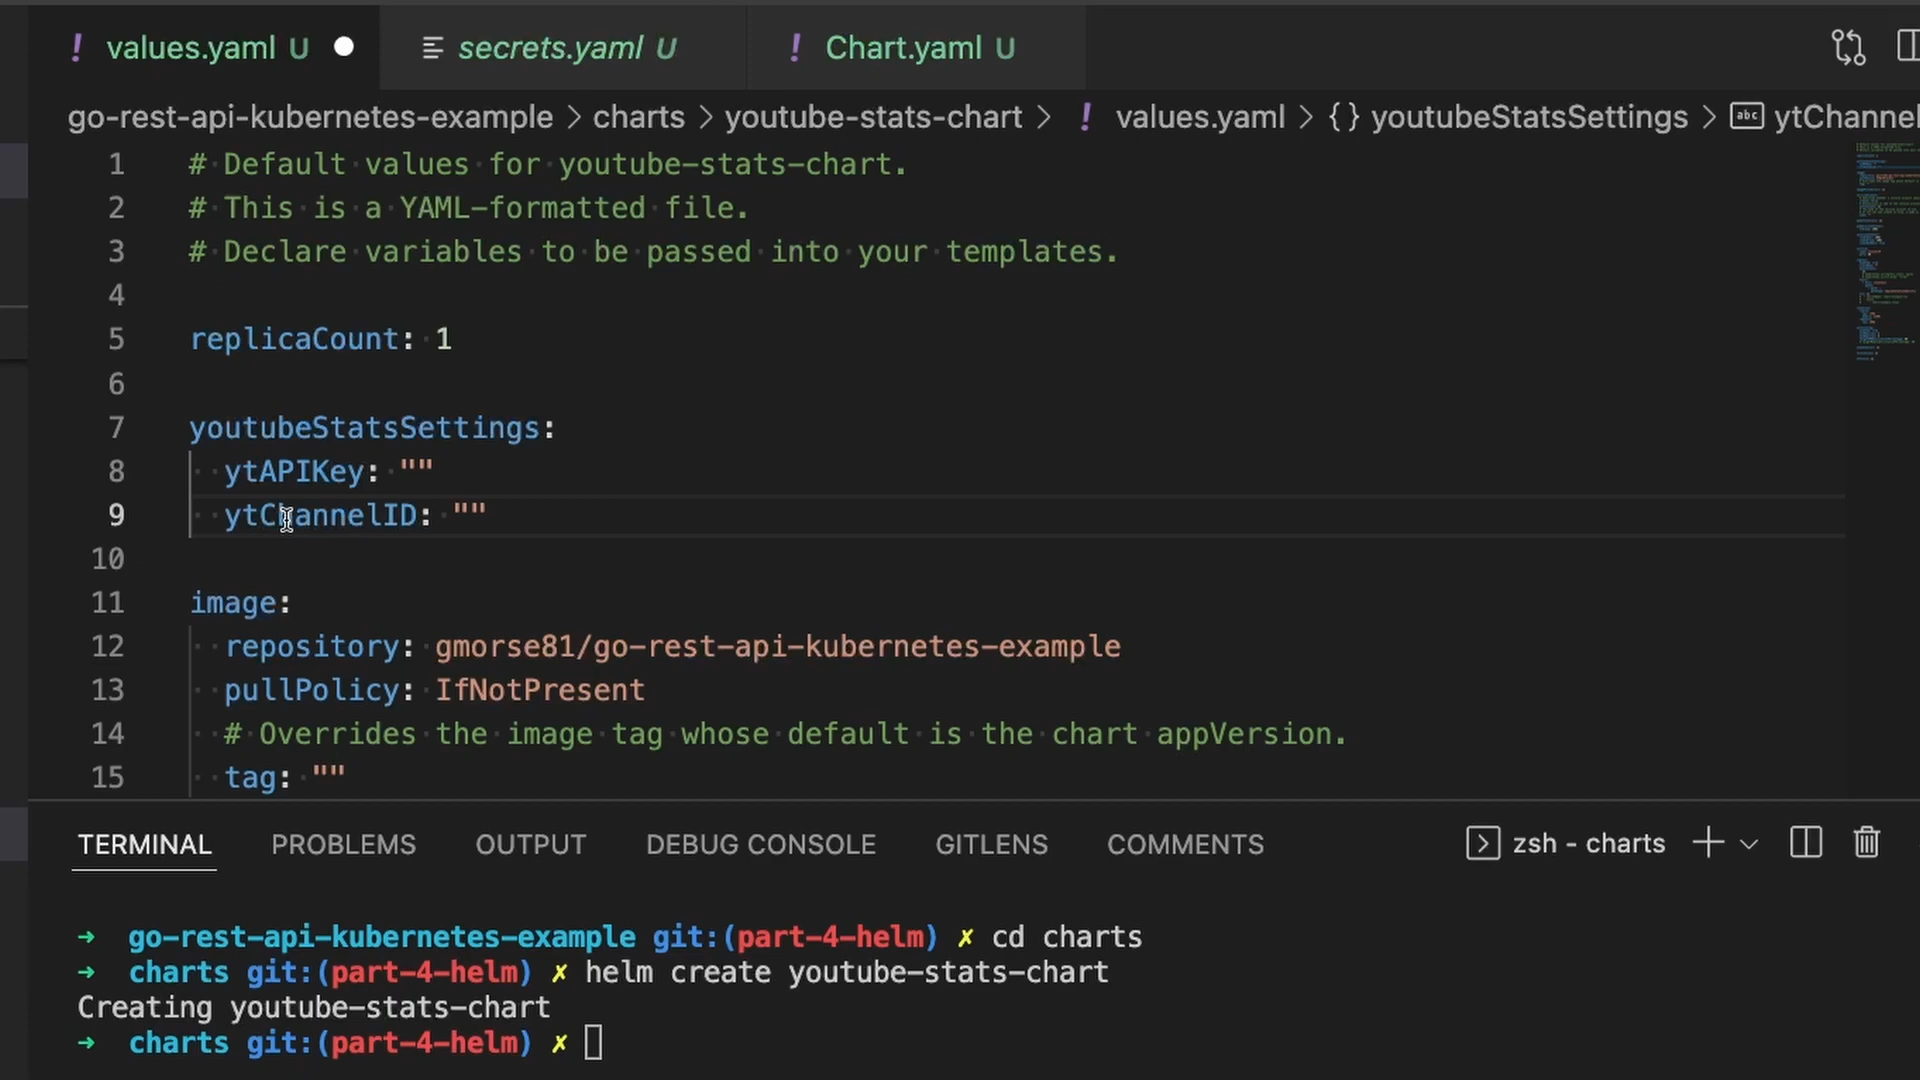 ! values.yaml U
secrets.yaml U
! Chart.yaml U
go-rest-api-kubernetes-example > charts > youtube-stats-chart > ! values.yaml > {} youtubeStatsSettings > abc ytChannel
1 # Default values for youtube-stats-chart.
2 # This is a YAML-formatted file.
3 # Declare variables to be passed into your templates.
4
5 replicaCount: 1
6
7 youtubeStatsSettings:
8 ytAPIKey: ""
9 ytChannelID: ""
10
11 image:
12 repository: gmorse81/go-rest-api-kubernetes-example
13 pullPolicy: IfNotPresent
14 # Overrides the image tag whose default is the chart appVersion.
15 tag: ""
TERMINAL PROBLEMS OUTPUT DEBUG CONSOLE GITLENS COMMENTS zsh - charts
→ go-rest-api-kubernetes-example git:(part-4-helm) ✗ cd charts
→ charts git:(part-4-helm) ✗ helm create youtube-stats-chart
Creating youtube-stats-chart
→ charts git:(part-4-helm) ✗